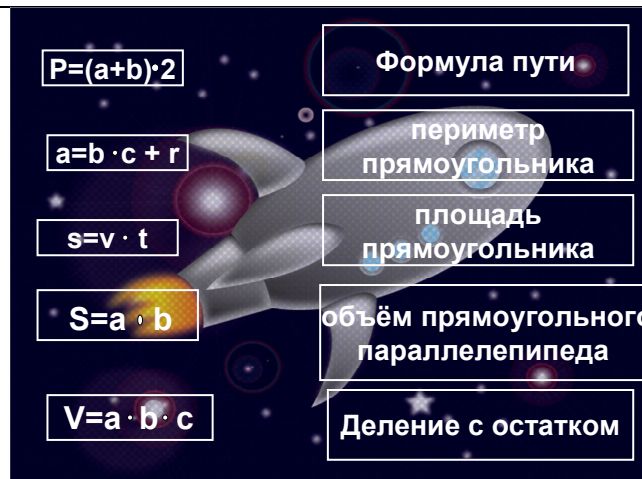 P=(a+b)·2
Формула пути
a=b·c + r
периметр
прямоугольника
s=v · t
площадь
прямоугольника
S=a · b
объём прямоугольного
параллелепипеда
V=a · b · c
Деление с остатком